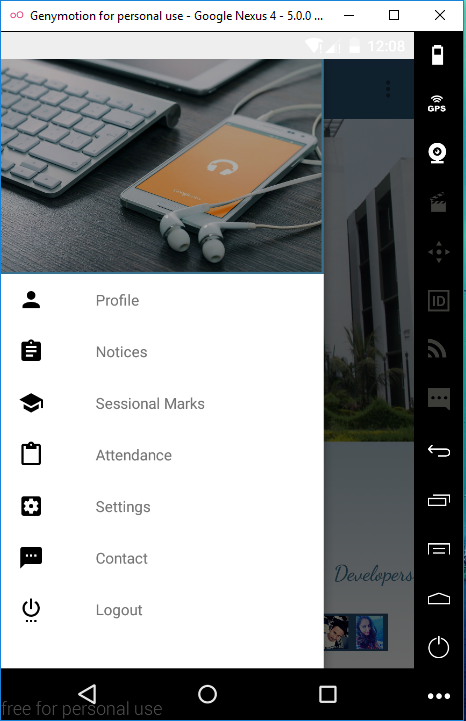 Genymotion for personal use - Google Nexus 4 - 5.0.0 ...
12:08
GPS
Profile
Notices
ID
Sessional Marks
Attendance
Settings
Contact
Developers
Logout
free for personal use